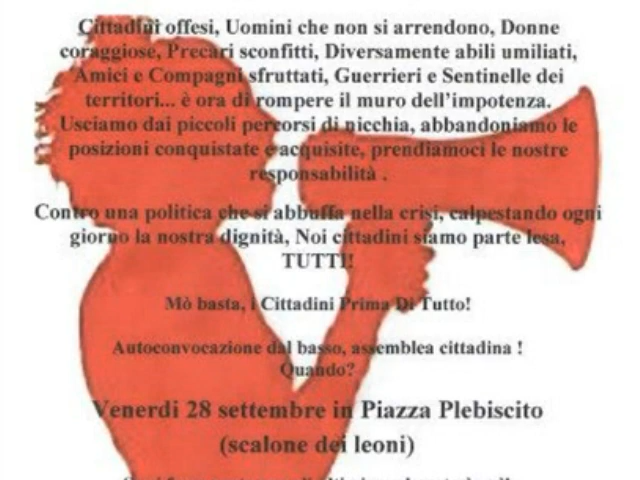 Cittadini offesi, Uomini che non si arrendono, Donne
coraggiose, Precari sconfitti, Diversamente abili umiliati,
Amici e Compagni sfruttati, Guerrieri e Sentinelle dei
territori... è ora di rompere il muro dell'impotenza.
Usciamo dai piccoli percorsi di nicchia, abbandoniamo le
posizioni conquistate e acquisite, prendiamoci le nostre
responsabilità .
Contro una politica che si abbuffa nella crisi, calpestando ogni
giorno la nostra dignità, Noi cittadini siamo parte lesa,
TUTTI!
Mò basta, i Cittadini Prima Di Tutto!
Autoconvocazione dal basso, assemblea cittadina !
Quando?
Venerdi 28 settembre in Piazza Plebiscito
(scalone dei leoni)